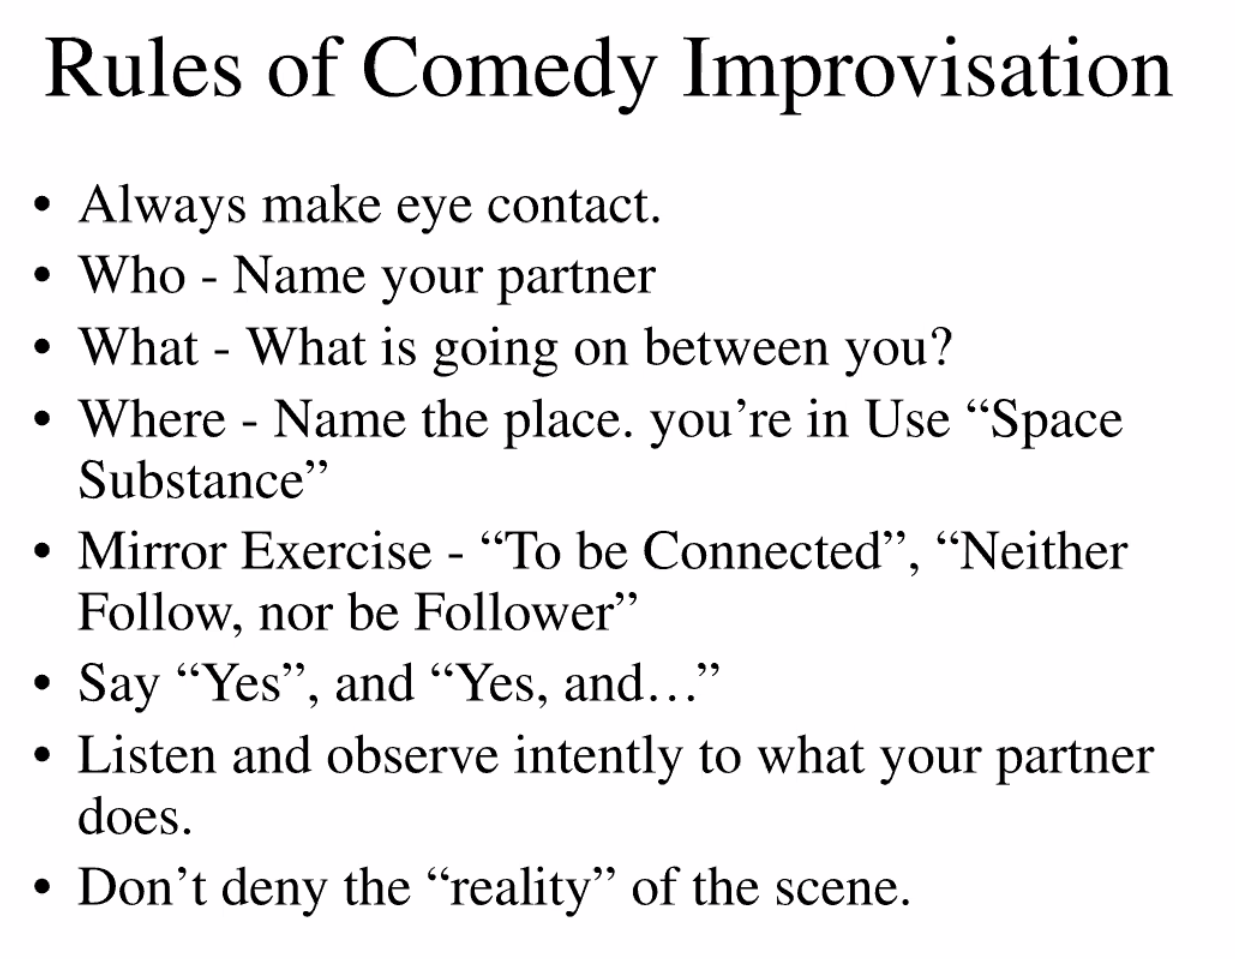 Rules of Comedy Improvisation
• Always make eye contact.
• Who - Name your partner
• What - What is going on between you?
• Where - Name the place. you’re in Use “Space
Substance”
• Mirror Exercise - “To be Connected”, “Neither
Follow, nor be Follower”
• Say “Yes”, and “Yes, and…”
• Listen and observe intently to what your partner
does.
• Don’t deny the “reality” of the scene.